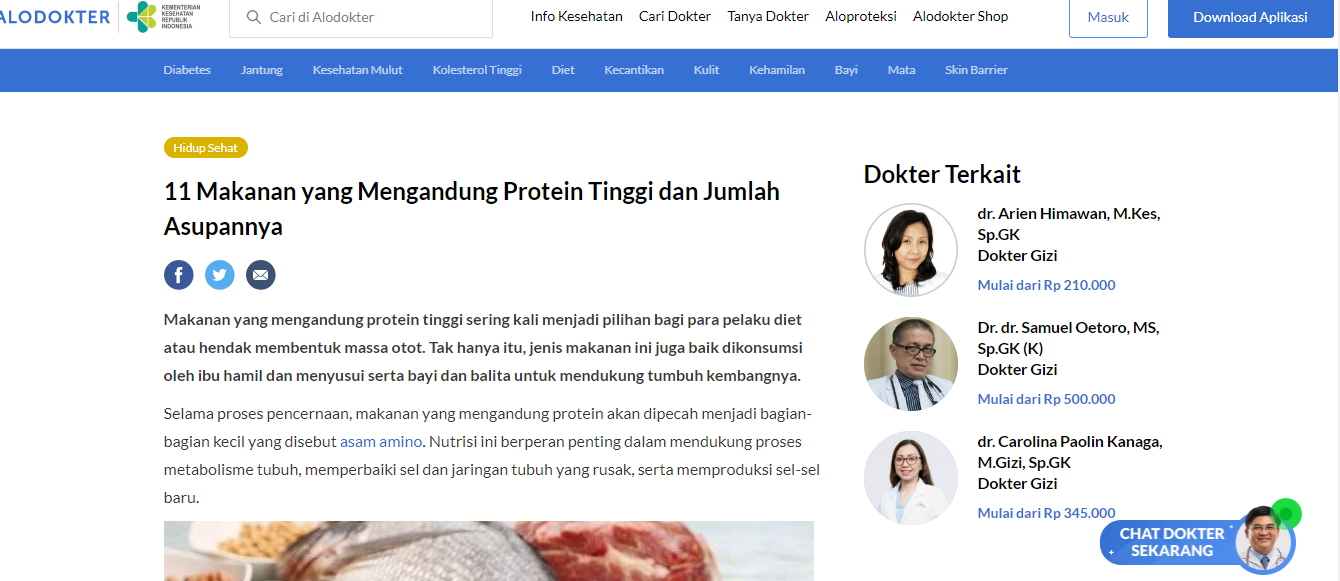 ALODOKTER
KEMENTERIAN
KESEHATAN
REPUBLIK
INDONESIA
Cari di Alodokter
Info Kesehatan
Cari Dokter
Tanya Dokter
Aloproteksi
Alodokter Shop
Masuk
Download Aplikasi
Diabetes
Jantung
Kesehatan Mulut
Kolesterol Tinggi
Diet
Kecantikan
Kulit
Kehamilan
Bayi
Mata
Skin Barrier
Hidup Sehat
11 Makanan yang Mengandung Protein Tinggi dan Jumlah
Asupannya
Makanan yang mengandung protein tinggi sering kali menjadi pilihan bagi para pelaku diet
atau hendak membentuk massa otot. Tak hanya itu, jenis makanan ini juga baik dikonsumsi
oleh ibu hamil dan menyusui serta bayi dan balita untuk mendukung tumbuh kembangnya.
Selama proses pencernaan, makanan yang mengandung protein akan dipecah menjadi bagian-
bagian kecil yang disebut asam amino. Nutrisi ini berperan penting dalam mendukung proses
metabolisme tubuh, memperbaiki sel dan jaringan tubuh yang rusak, serta memproduksi sel-sel
baru.
Dokter Terkait
dr. Arien Himawan, M.Kes,
Sp.GK
Dokter Gizi
Mulai dari Rp 210.000
Dr. dr. Samuel Oetoro, MS,
Sp.GK (K)
Dokter Gizi
Mulai dari Rp 500.000
dr. Carolina Paolin Kanaga,
M.Gizi, Sp.GK
Dokter Gizi
Mulai dari Rp 345.000
CHAT DOKTER
SEKARANG